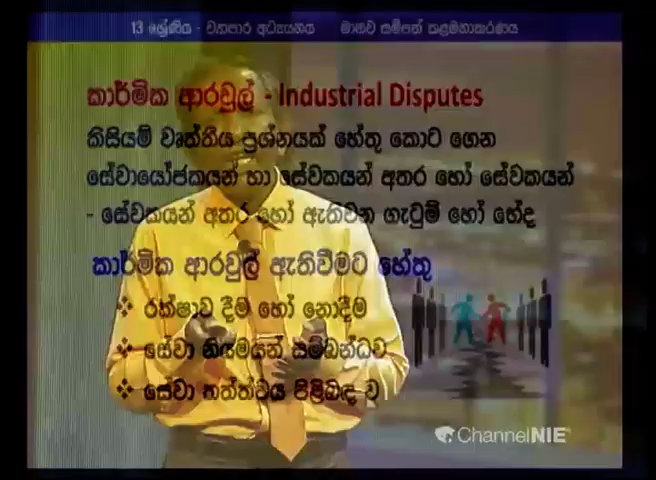 13 ශ්‍රේණිය - ව්‍යාපාර අධ්‍යයනය මානව සම්පත් කළමනාකරණය
කාර්මික ආරවුල් - Industrial Disputes
කිසියම් වෘත්තීය ප්‍රශ්නයක් හේතු කොට ගෙන
සේවායෝජකයන් හා සේවකයන් අතර හෝ සේවකයන්
- සේවකයන් අතර හෝ ඇතිවන ගැටුම් හෝ භේද
කාර්මික ආරවුල් ඇතිවීමට හේතු
❖ රක්ෂාව දීම හෝ නොදීම
❖ සේවා නියමයන් සම්බන්ධව
❖ සේවා තත්ත්වය පිළිබඳ ව
ChannelNIE